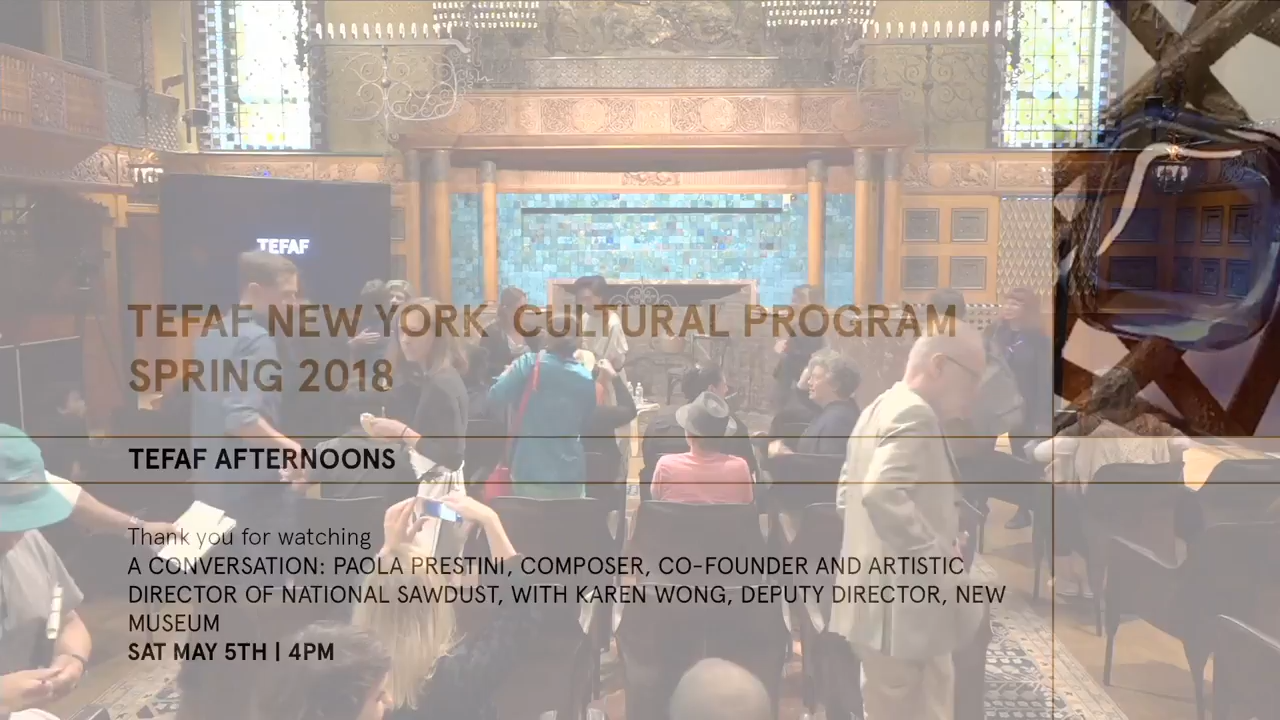 TEFAF
TEFAF NEW YORK CULTURAL PROGRAM
SPRING 2018
TEFAF AFTERNOONS
Thank you for watching
A CONVERSATION: PAOLA PRESTINI, COMPOSER, CO-FOUNDER AND ARTISTIC
DIRECTOR OF NATIONAL SAWDUST, WITH KAREN WONG, DEPUTY DIRECTOR, NEW
MUSEUM
SAT MAY 5TH | 4PM